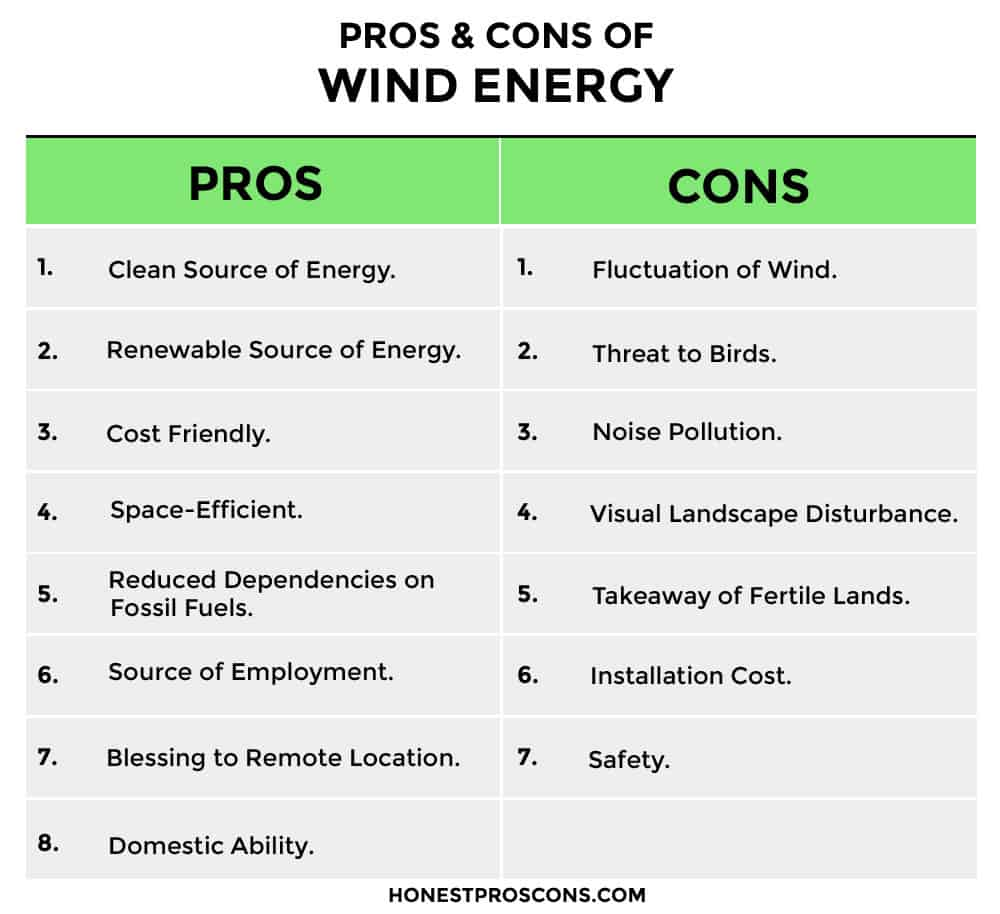 PROS & CONS OF
WIND ENERGY
PROS
CONS
1. Clean Source of Energy.
1. Fluctuation of Wind.
2. Renewable Source of Energy.
2. Threat to Birds.
3. Cost Friendly.
3. Noise Pollution.
4. Space-Efficient.
4. Visual Landscape Disturbance.
5. Reduced Dependencies on
Fossil Fuels.
5. Takeaway of Fertile Lands.
6. Source of Employment.
6. Installation Cost.
7. Blessing to Remote Location.
7. Safety.
8. Domestic Ability.
HONESTPROSCONS.COM